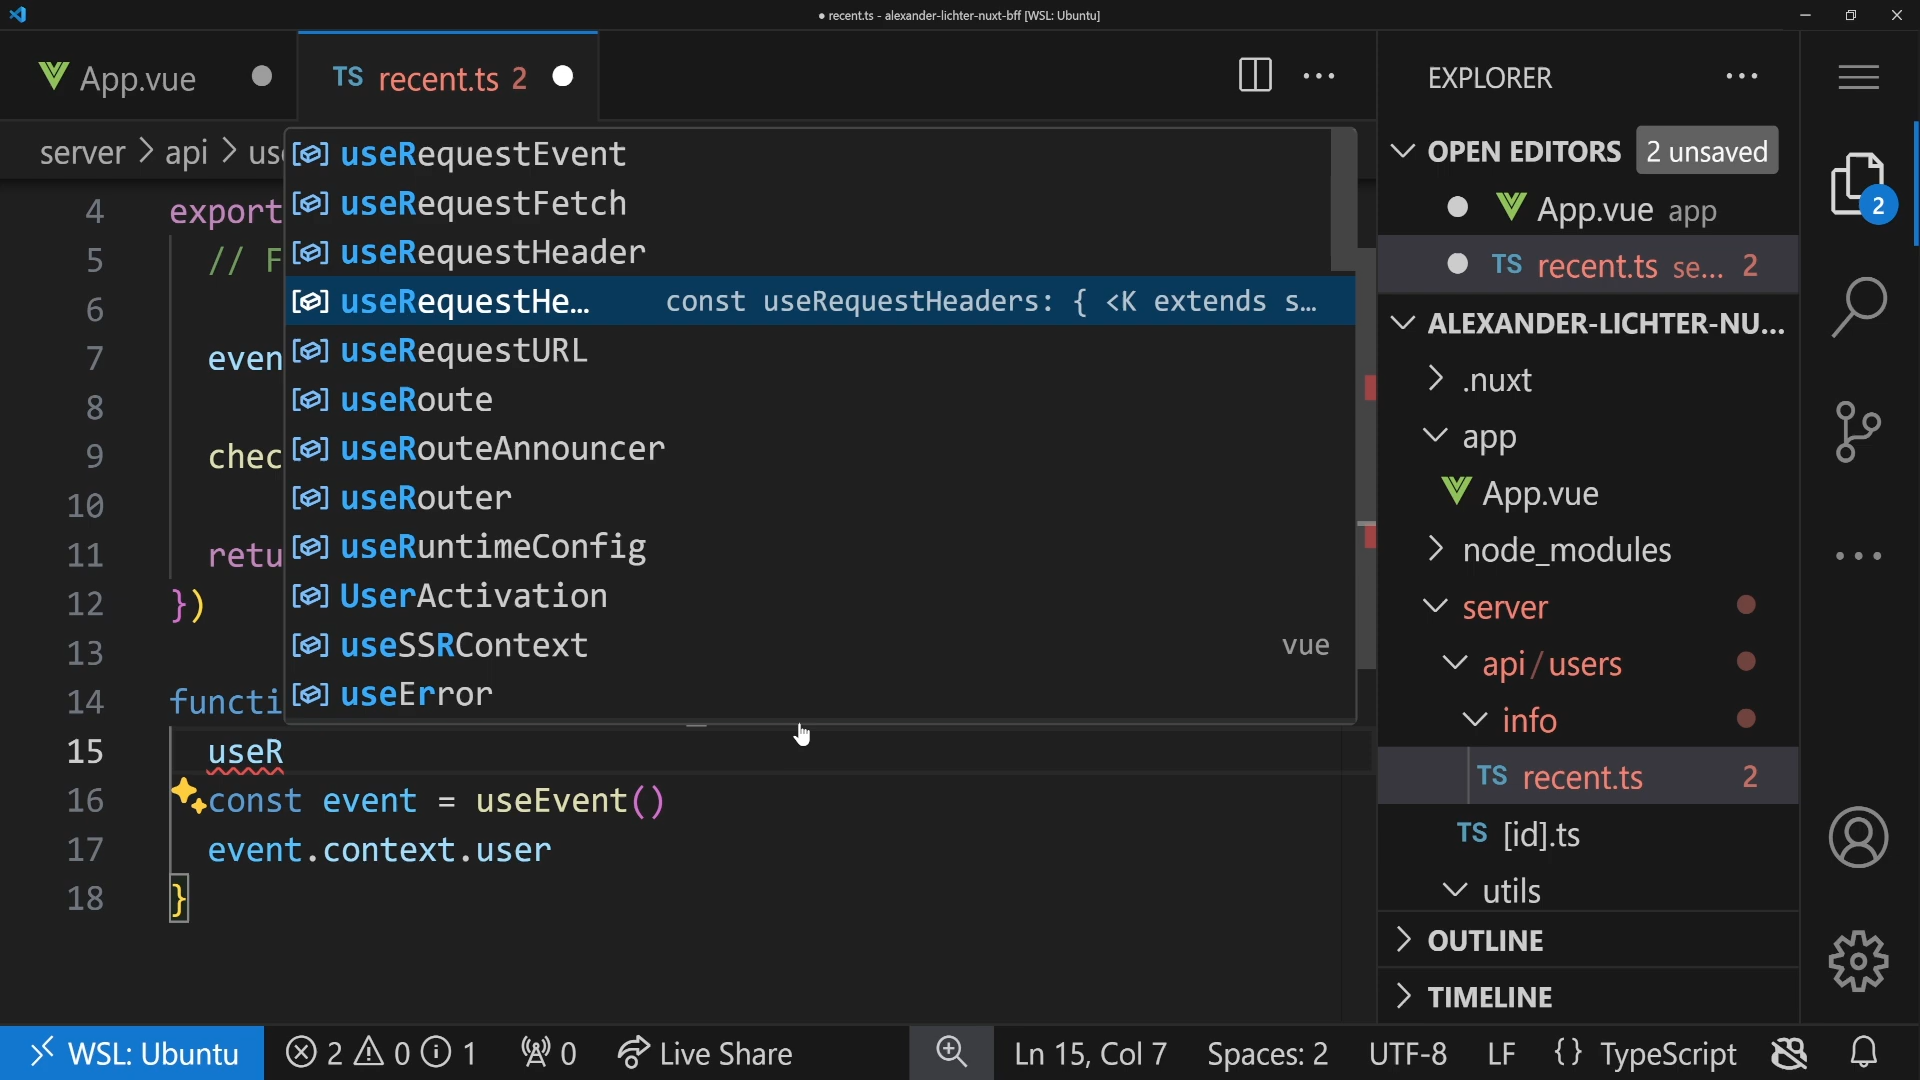 ● recent.ts - alexander-lichter-nuxt-bff [WSL: Ubuntu]
App.vue
TS recent.ts 2
server > api > us
4 export
5 // F
6
7 even
8
9 chec
10
11 retu
12 })
13
14 functi
15 useR
16 const event = useEvent()
17 event.context.user
18 }
useRequestEvent
useRequestFetch
useRequestHeader
useRequestHe… const useRequestHeaders: { <K extends s…
useRequestURL
useRoute
useRouteAnnouncer
useRouter
useRuntimeConfig
UserActivation
useSSRContext vue
useError
EXPLORER
OPEN EDITORS 2 unsaved
App.vue app
TS recent.ts se... 2
ALEXANDER-LICHTER-NU...
.nuxt
app
App.vue
node_modules
server
api/users
info
TS recent.ts 2
TS [id].ts
utils
OUTLINE
TIMELINE
2
WSL: Ubuntu 2 0 1 0 Live Share Ln 15, Col 7 Spaces: 2 UTF-8 LF {} TypeScript